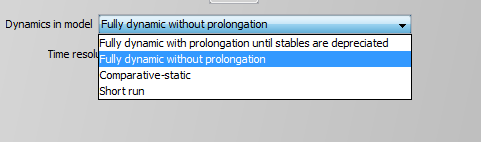 Dynamics in model Fully dynamic without prolongation
Fully dynamic with prolongation until stables are depreciated
Time resolu
Fully dynamic without prolongation
Comparative-static
Short run